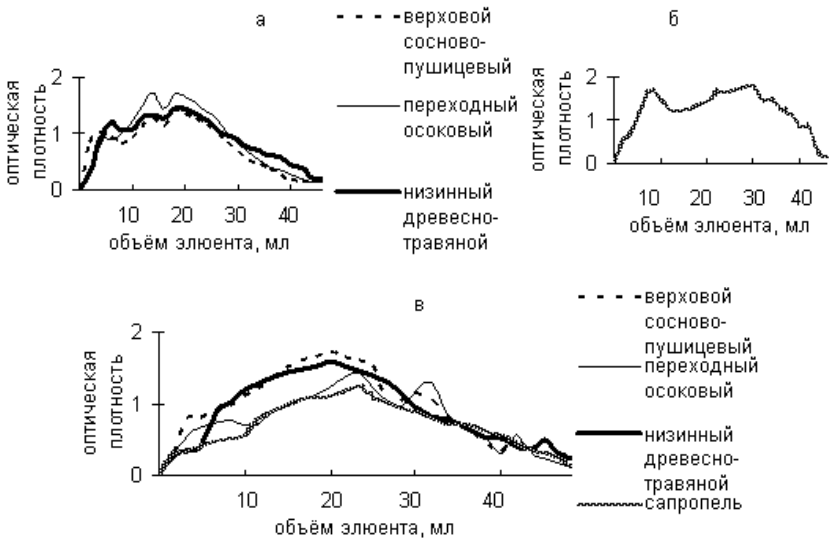 а
верховой
сосново-
пушицевый
переходный
осоковый
низинный
древесно-
травяной
оптическая
плотность
2
1
0
10 20 30 40
объём элюента, мл
б
оптическая
плотность
2
1
0
10 20 30 40
объём элюента, мл
в
верховой
сосново-
пушицевый
переходный
осоковый
низинный
древесно-
травяной
сапропель
оптическая
плотность
2
1
0
10 20 30 40
объём элюента, мл